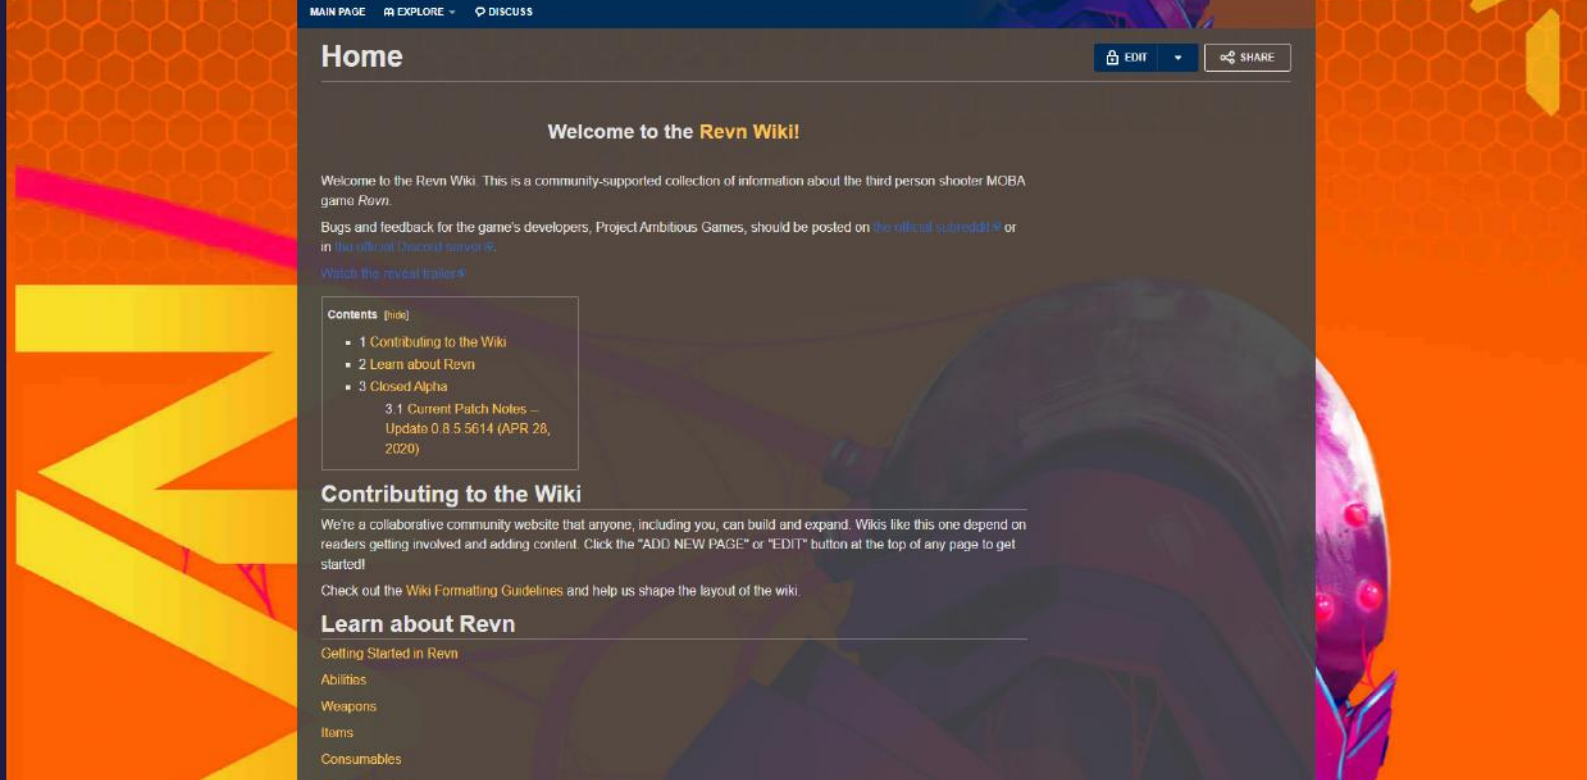 MAIN PAGE EXPLORE DISCUSS
Home
EDIT SHARE
Welcome to the Revn Wiki!
Welcome to the Revn Wiki. This is a community-supported collection of information about the third person shooter MOBA
game Revn.
Bugs and feedback for the game's developers, Project Ambitious Games, should be posted on the official subreddit or
in the official Discord server.
Watch the reveal trailer
Contents [hide]
1 Contributing to the Wiki
2 Learn about Revn
3 Closed Alpha
3.1 Current Patch Notes –
Update 0.8.5.5614 (APR 28,
2020)
Contributing to the Wiki
We're a collaborative community website that anyone, including you, can build and expand. Wikis like this one depend on
readers getting involved and adding content. Click the "ADD NEW PAGE" or "EDIT" button at the top of any page to get
started!
Check out the Wiki Formatting Guidelines and help us shape the layout of the wiki.
Learn about Revn
Getting Started in Revn
Abilities
Weapons
Items
Consumables